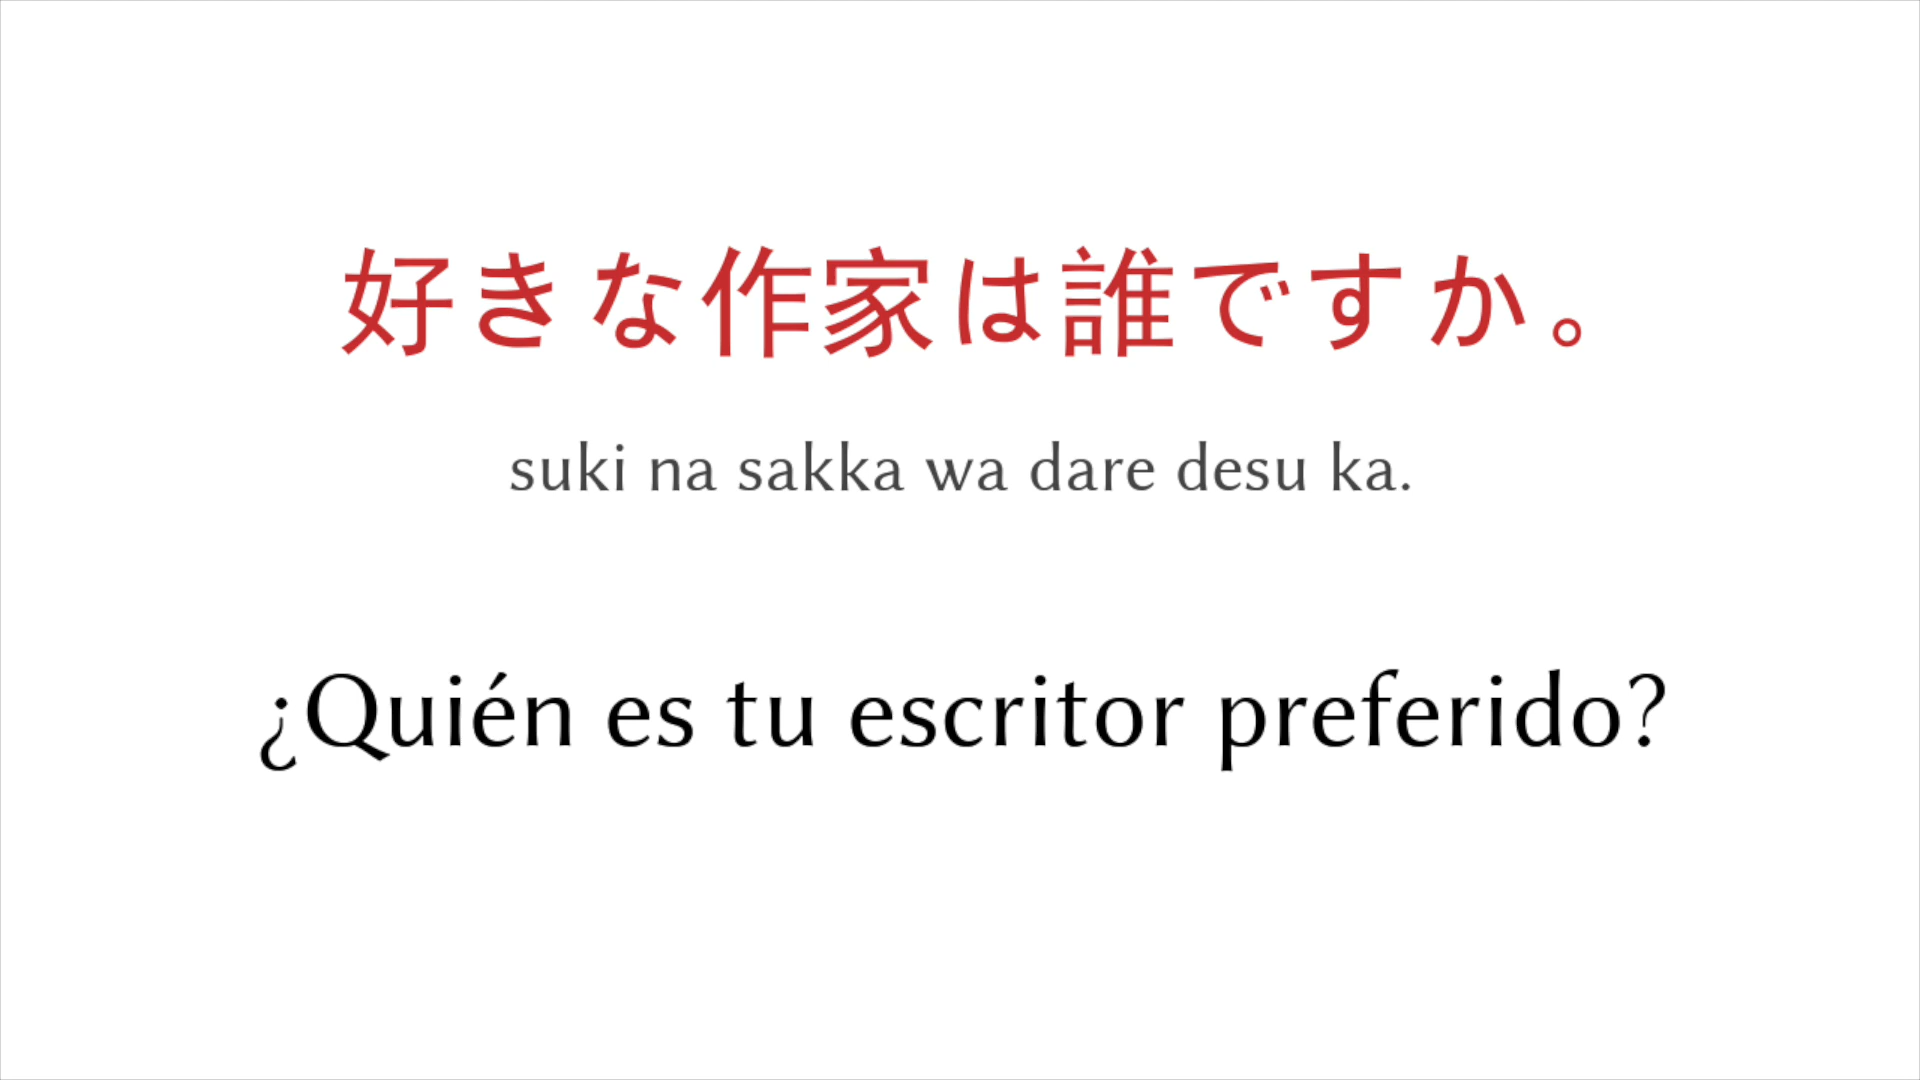 好きな作家は誰ですか。
suki na sakka wa dare desu ka.
¿Quién es tu escritor preferido?